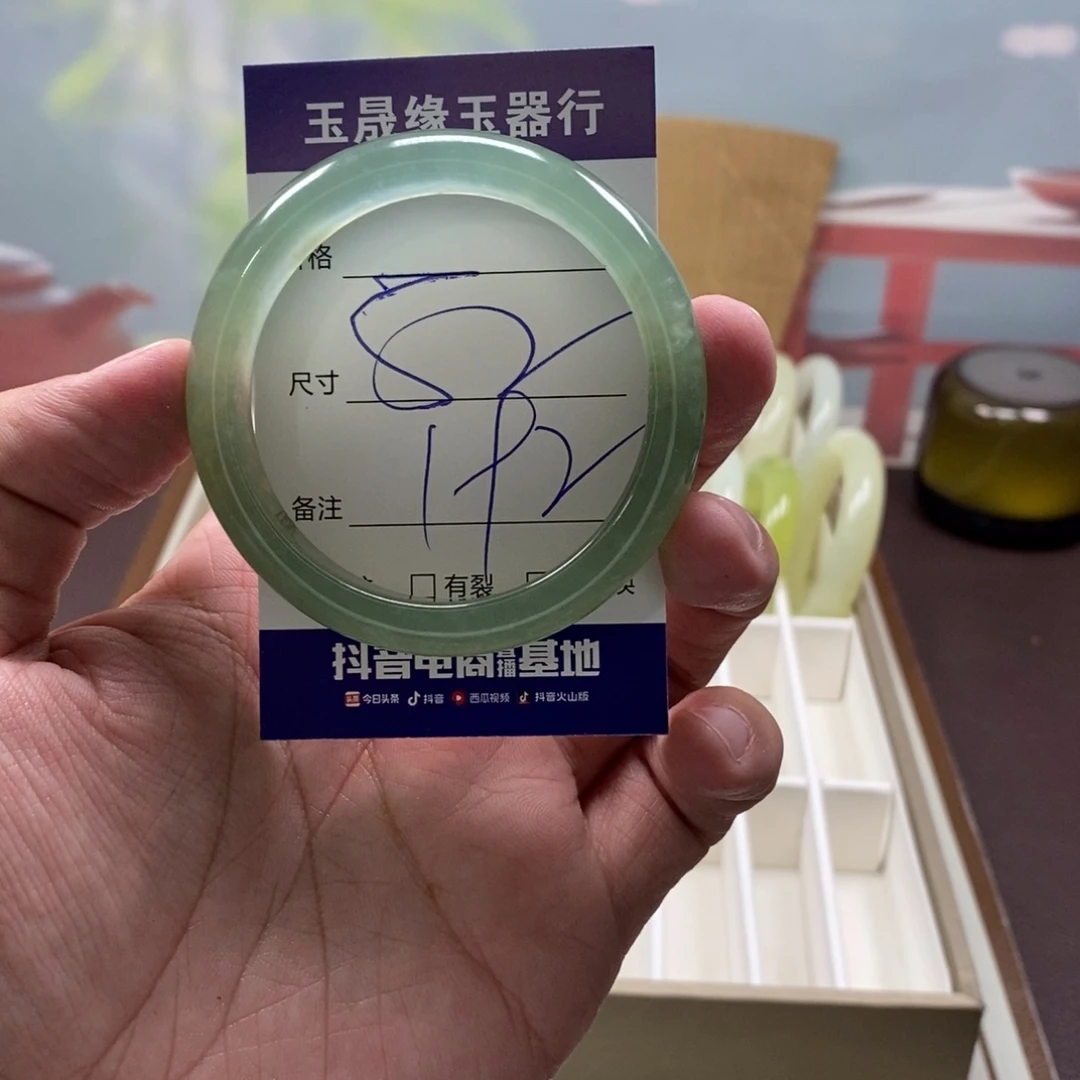 玉晟缘玉器行
格
尺寸
备注
有裂
抖音电商直播基地
今日头条 抖音 西瓜视频 抖音火山版